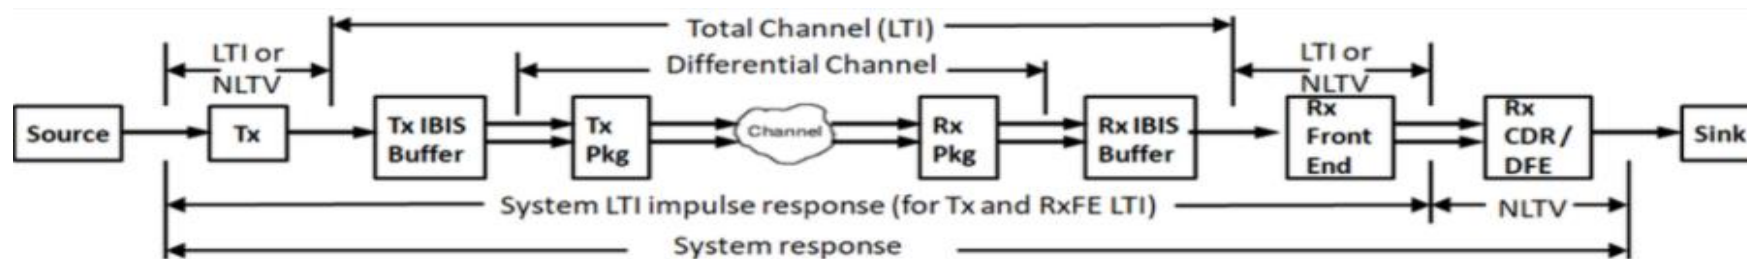 Total Channel (LTI)
LTI or
NLTV
Differential Channel
LTI or
NLTV
Source
Tx
Tx IBIS
Buffer
Tx
Pkg
Channel
Rx
Pkg
Rx IBIS
Buffer
Rx
Front
End
Rx
CDR/
DFE
Sink
System LTI impulse response (for Tx and RxFE LTI)
NLTV
System response